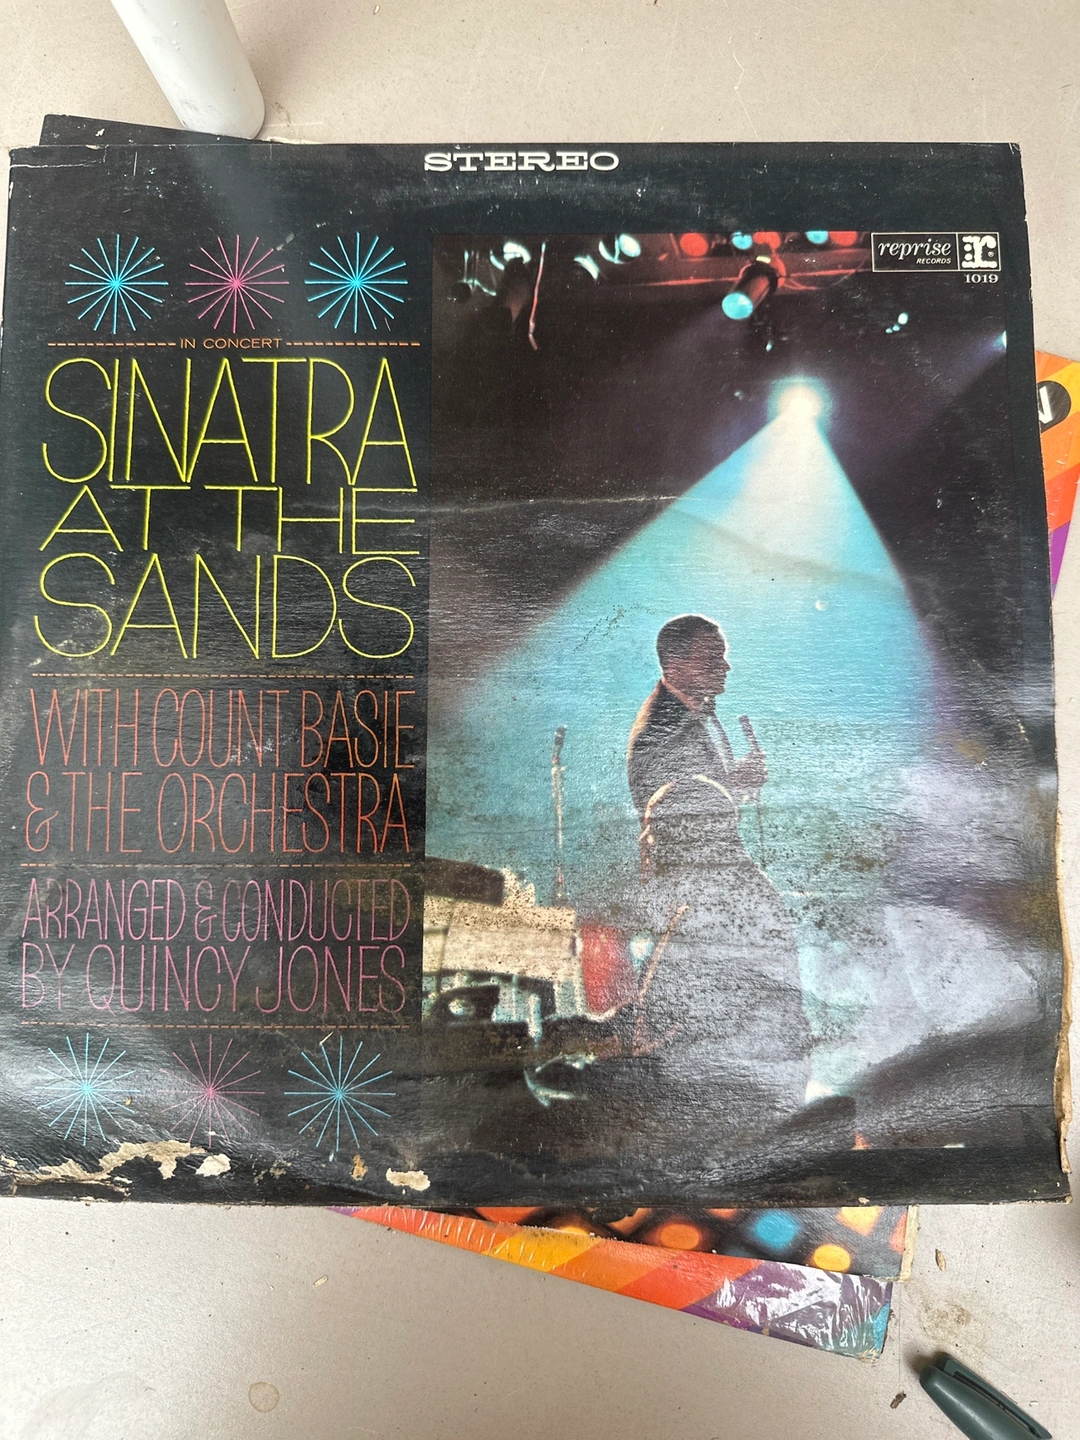 STEREO
reprise
RECORDS
r:
1019
IN CONCERT
SINATRA
AT THE
SANDS
WITH COUNT BASIE
& THE ORCHESTRA
ARRANGED & CONDUCTED
BY QUINCY JONES